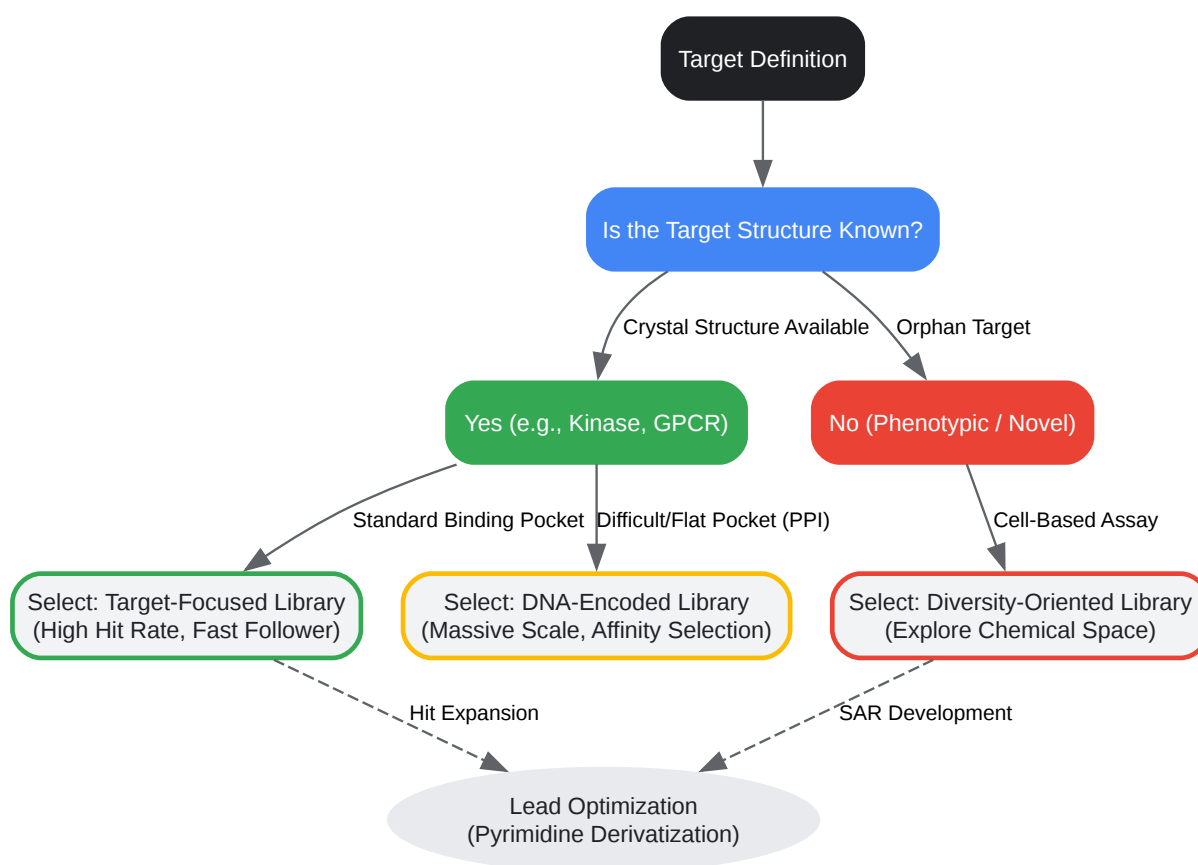 Target Definition
Is the Target Structure Known?
Crystal Structure Available
Orphan Target
Yes (e.g., Kinase, GPCR)
No (Phenotypic / Novel)
Standard Binding Pocket
Difficult/Flat Pocket (PPI)
Cell-Based Assay
Select: Target-Focused Library
(High Hit Rate, Fast Follower)
Select: DNA-Encoded Library
(Massive Scale, Affinity Selection)
Select: Diversity-Oriented Library
(Explore Chemical Space)
Hit Expansion
SAR Development
Lead Optimization
(Pyrimidine Derivatization)